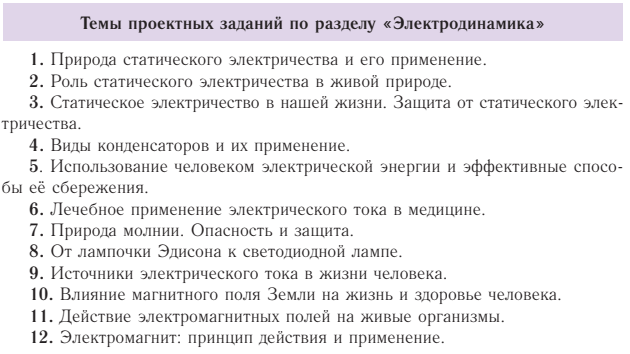 Темы проектных заданий по разделу «Электродинамика»
1. Природа статического электричества и его применение.
2. Роль статического электричества в живой природе.
3. Статическое электричество в нашей жизни. Защита от статического элек-
тричества.
4. Виды конденсаторов и их применение.
5. Использование человеком электрической энергии и эффективные спосо-
бы её сбережения.
6. Лечебное применение электрического тока в медицине.
7. Природа молнии. Опасность и защита.
8. От лампочки Эдисона к светодиодной лампе.
9. Источники электрического тока в жизни человека.
10. Влияние магнитного поля Земли на жизнь и здоровье человека.
11. Действие электромагнитных полей на живые организмы.
12. Электромагнит: принцип действия и применение.